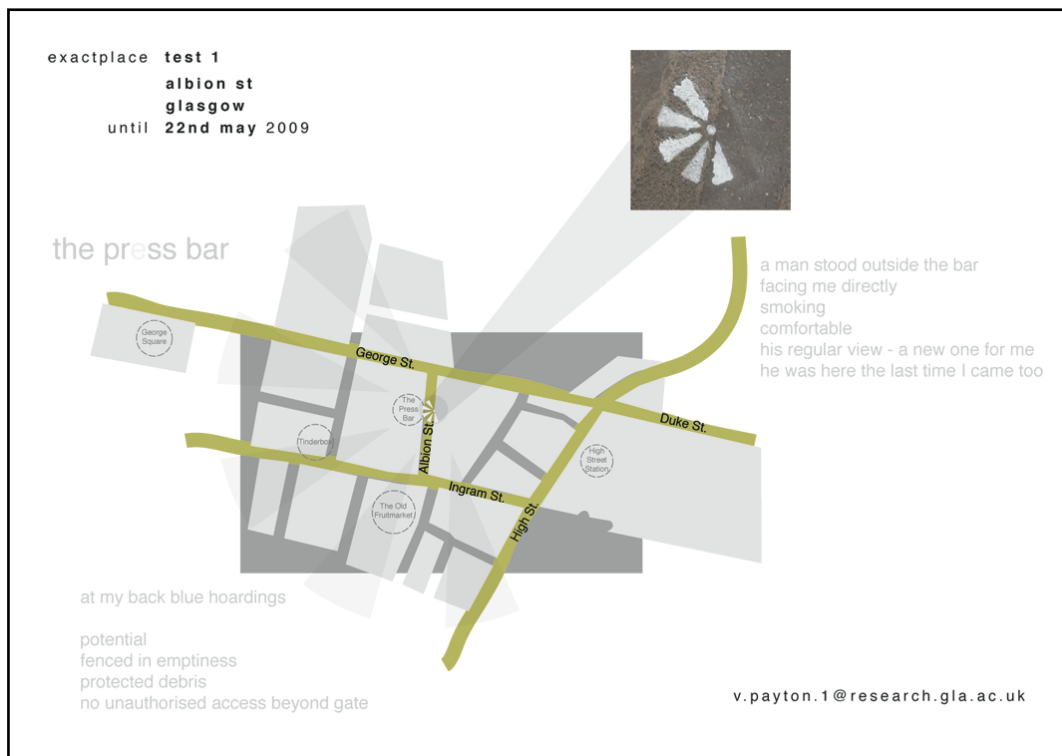 exactplace test 1
albion st
glasgow
until 22nd may 2009
the press bar
a man stood outside the bar
facing me directly
smoking
comfortable
his regular view - a new one for me
he was here the last time I came too
George
Square
George St.
The
Press
Bar
Duke St.
Tinderbox
Albion St.
High
Street
Station
Ingram St.
The Old
Fruitmarket
High St.
at my back blue hoardings
potential
fenced in emptiness
protected debris
no unauthorised access beyond gate
v.payton.1@research.gla.ac.uk